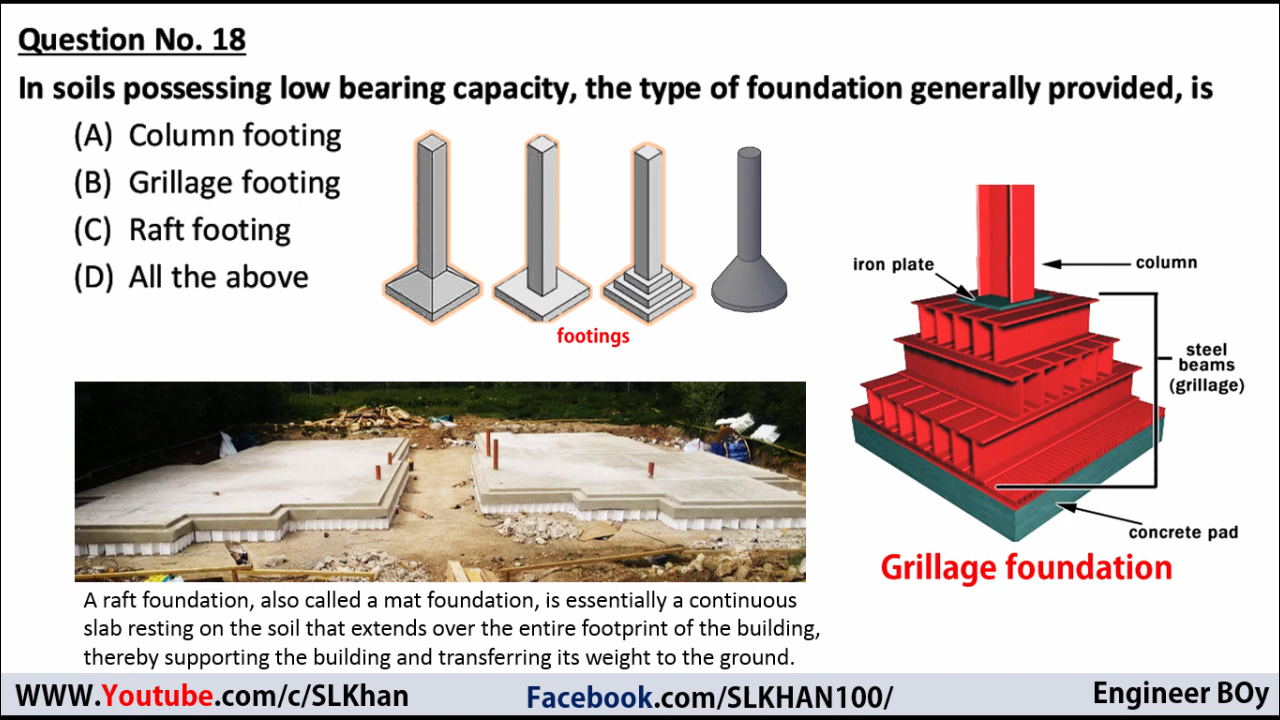 Question No. 18
In soils possessing low bearing capacity, the type of foundation generally provided, is
(A) Column footing
(B) Grillage footing
(C) Raft footing
(D) All the above
footings
iron plate
column
steel
beams
(grillage)
concrete pad
Grillage foundation
A raft foundation, also called a mat foundation, is essentially a continuous
slab resting on the soil that extends over the entire footprint of the building,
thereby supporting the building and transferring its weight to the ground.
WWW.Youtube.com/c/SLKhan
Facebook.com/SLKHAN100/
Engineer BOy